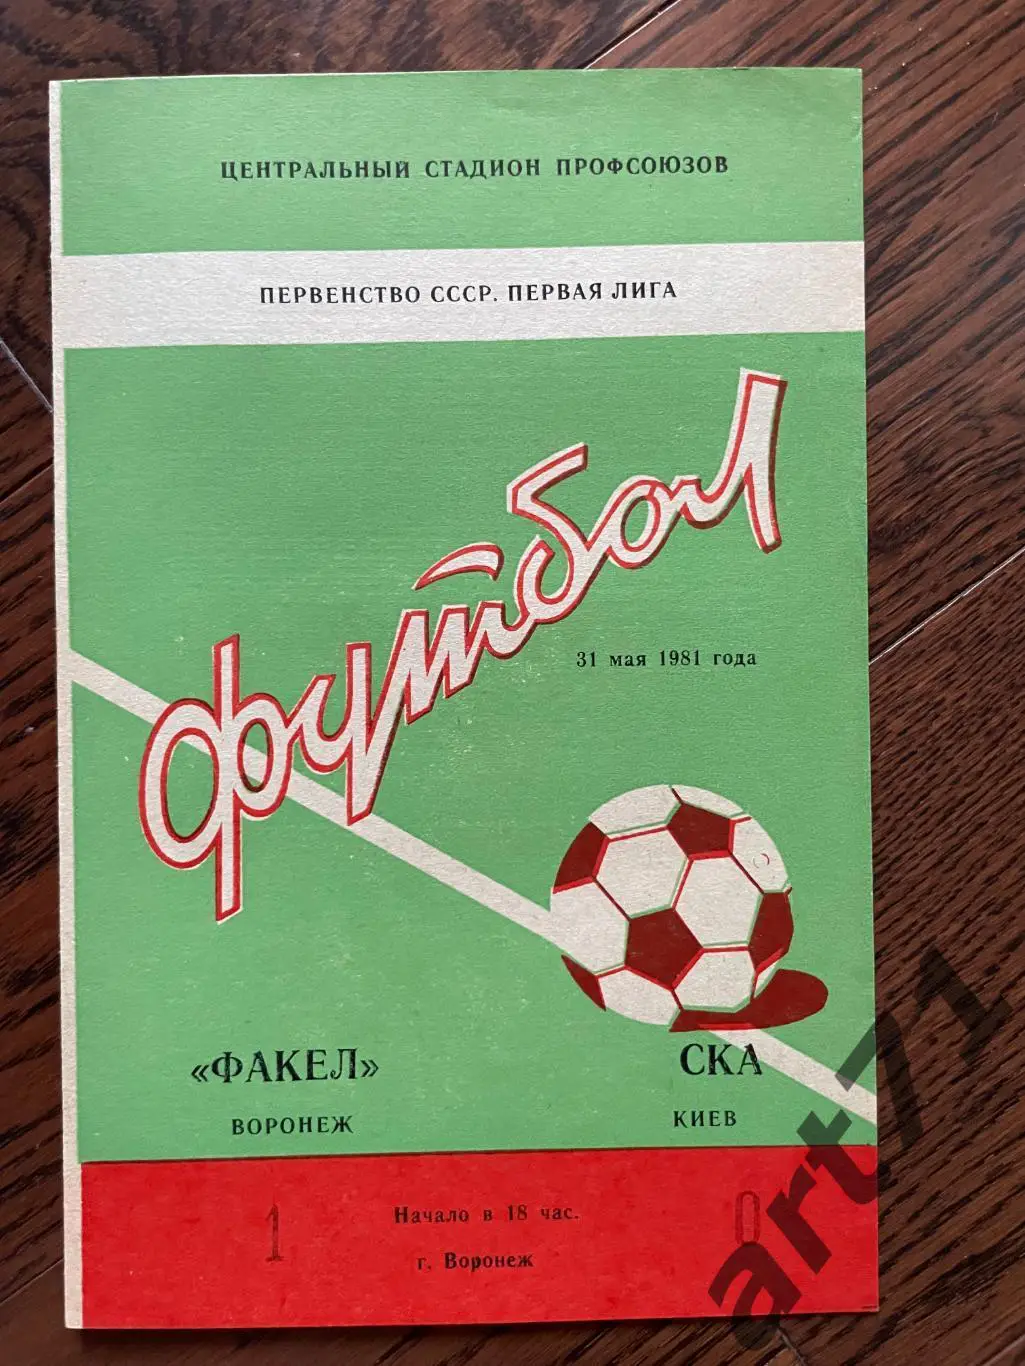 ЦЕНТРАЛЬНЫЙ СТАДИОН ПРОФСОЮЗОВ
ПЕРВЕНСТВО СССР. ПЕРВАЯ ЛИГА
футбол
31 мая 1981 года
«ФАКЕЛ» СКА
ВОРОНЕЖ КИЕВ
1 Начало в 18 час. 0
г. Воронеж
art71